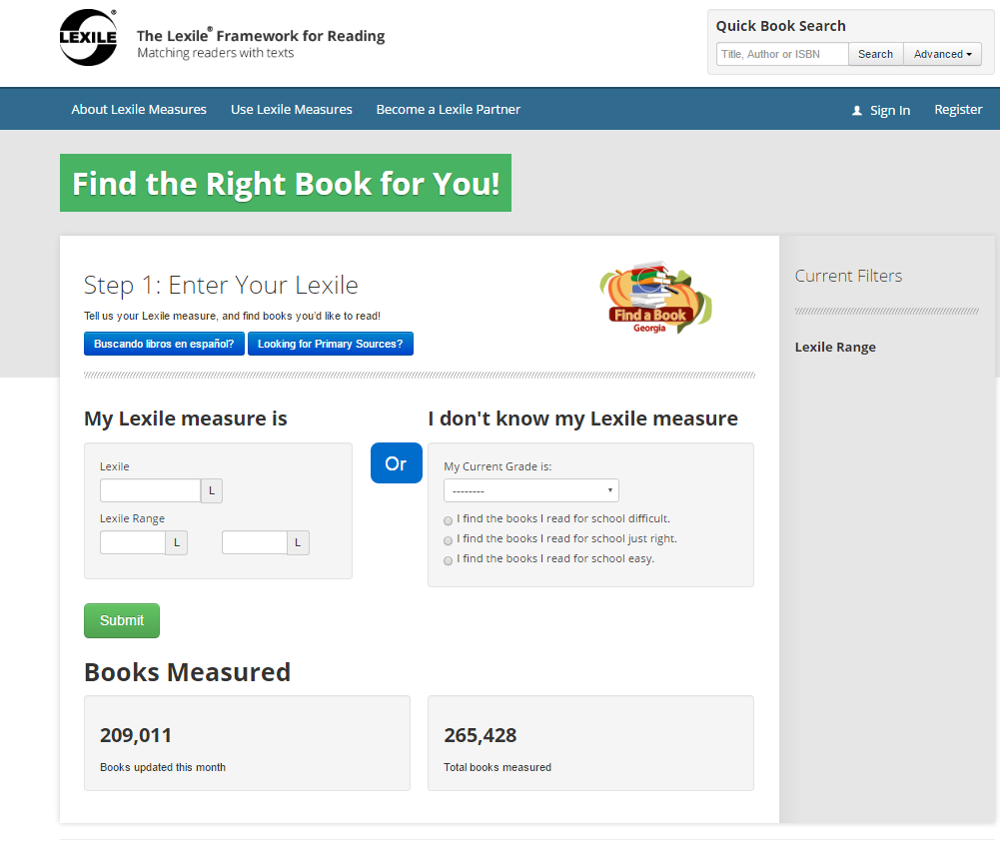 LEXILE®
The Lexile® Framework for Reading
Matching readers with texts
Quick Book Search
Title, Author or ISBN
Search
Advanced
About Lexile Measures
Use Lexile Measures
Become a Lexile Partner
Sign In
Register
Find the Right Book for You!
Step 1: Enter Your Lexile
Tell us your Lexile measure, and find books you'd like to read!
Buscando libros en español?
Looking for Primary Sources?
Find a Book
Georgia
Current Filters
Lexile Range
My Lexile measure is
Lexile
L
Lexile Range
L
L
Or
I don't know my Lexile measure
My Current Grade is:
--------
I find the books I read for school difficult.
I find the books I read for school just right.
I find the books I read for school easy.
Submit
Books Measured
209,011
Books updated this month
265,428
Total books measured